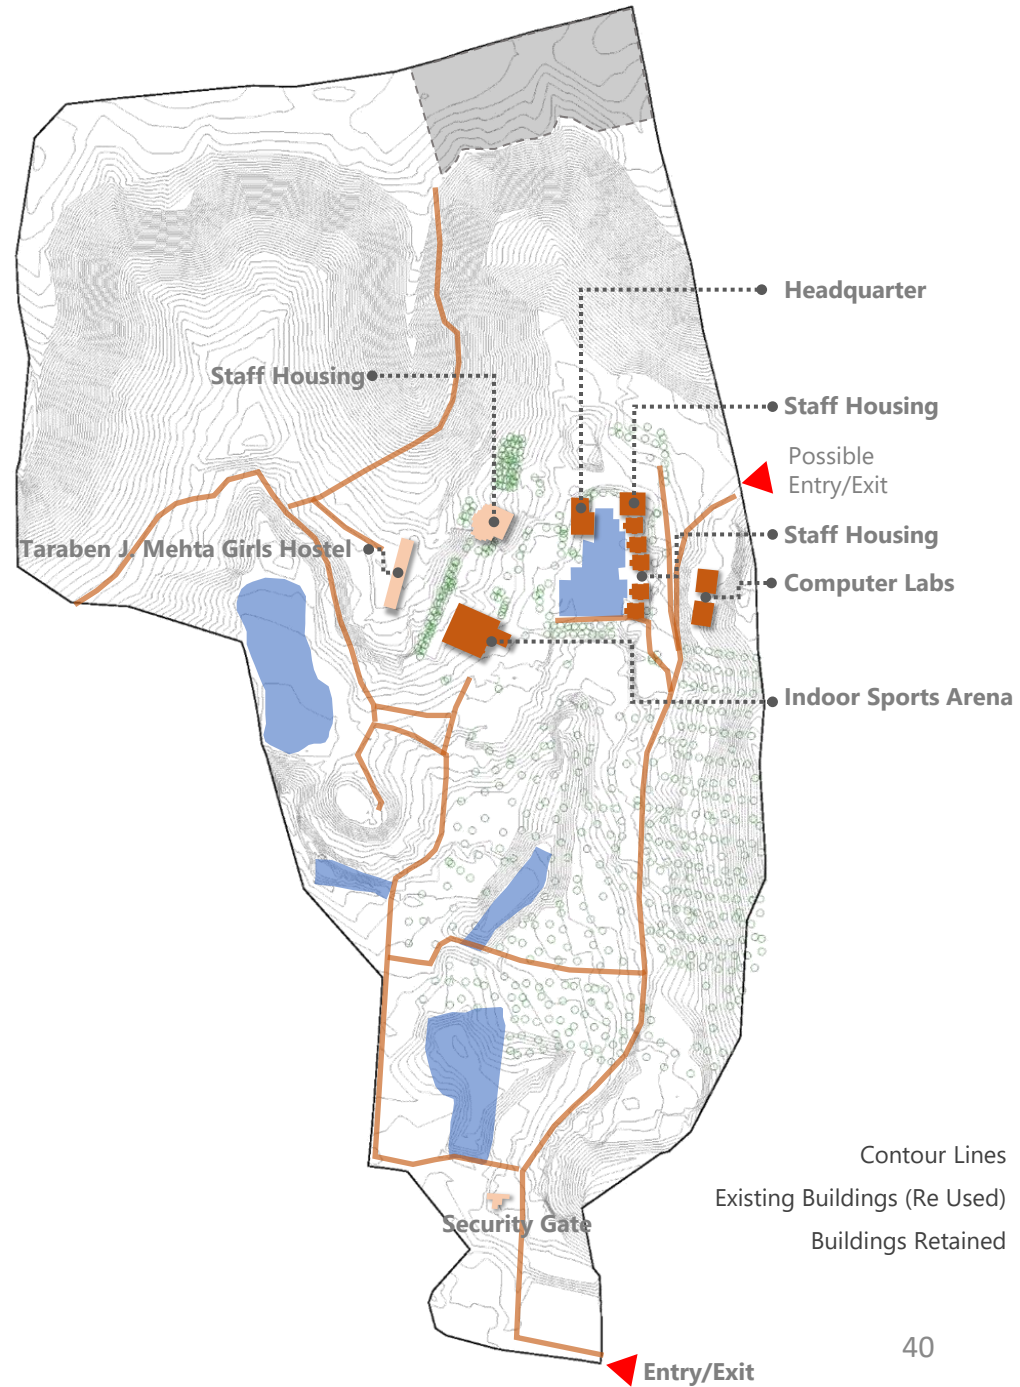 Headquarter
Staff Housing
Staff Housing
Possible
Entry/Exit
Staff Housing
Taraben J. Mehta Girls Hostel
Computer Labs
Indoor Sports Arena
Contour Lines
Existing Buildings (Re Used)
Security Gate
Buildings Retained
40
Entry/Exit